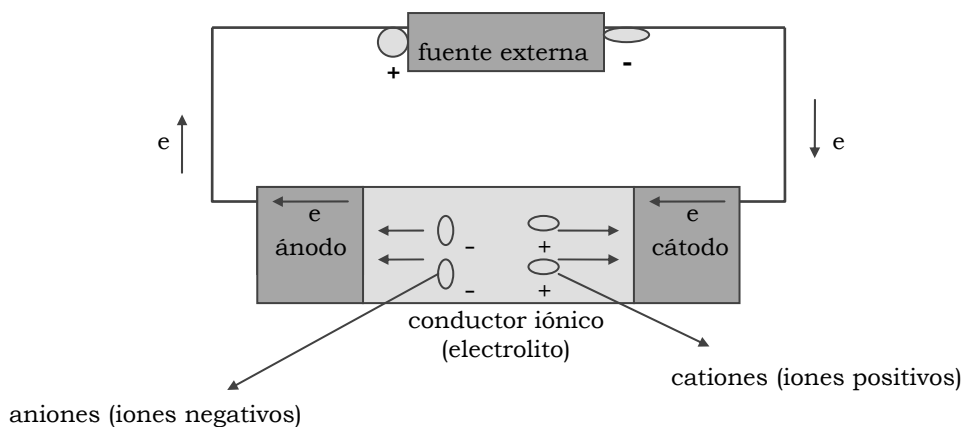 fuente externa
+
-
e
e
e
e
ánodo
cátodo
-
+
-
+
conductor iónico
(electrolito)
cationes (iones positivos)
aniones (iones negativos)